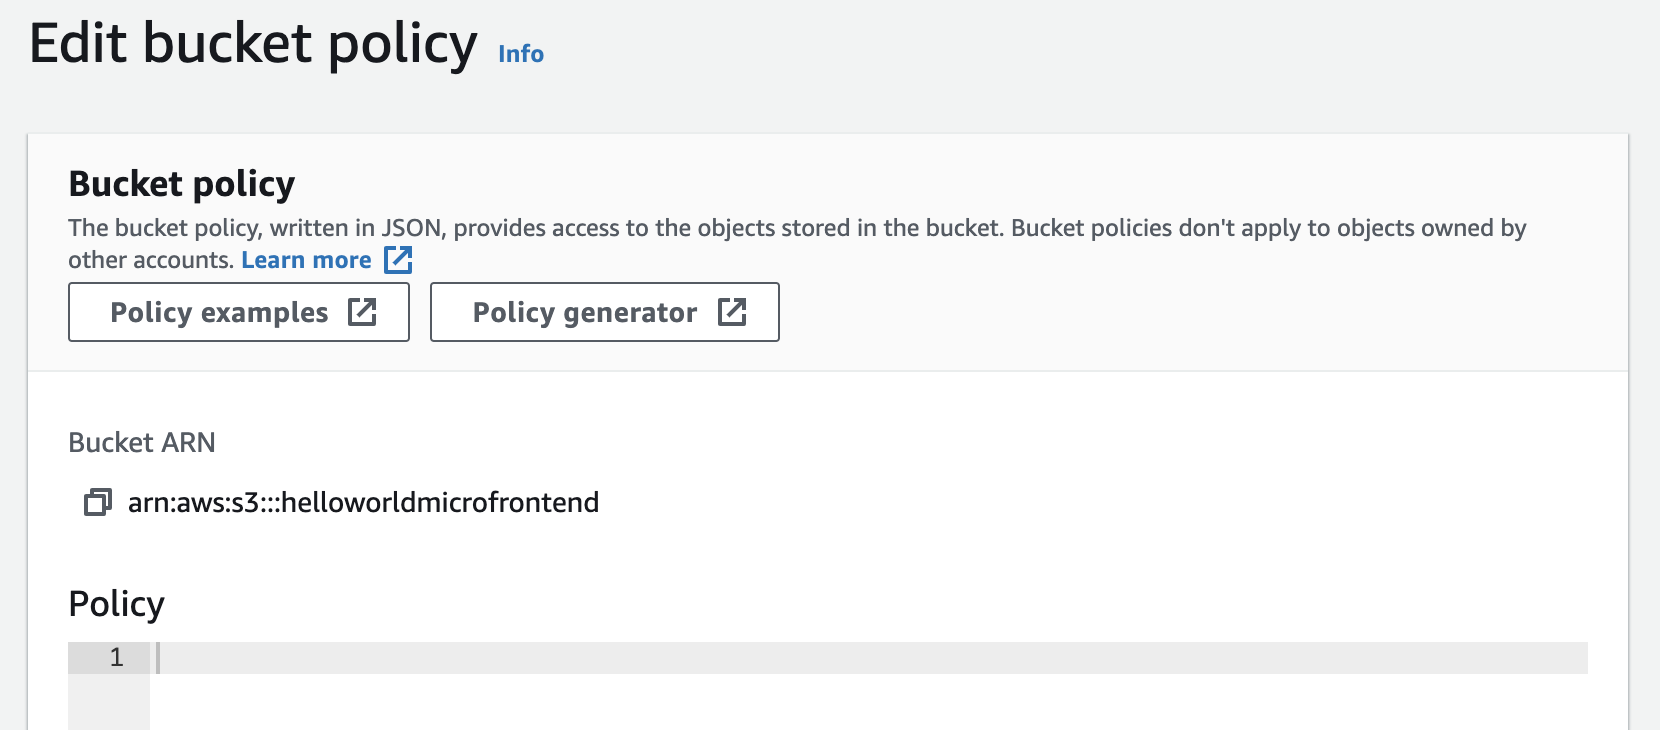 Edit bucket policy Info
Bucket policy
The bucket policy, written in JSON, provides access to the objects stored in the bucket. Bucket policies don't apply to objects owned by
other accounts. Learn more
Policy examples Policy generator
Bucket ARN
arn:aws:s3:::helloworldmicrofrontend
Policy
1